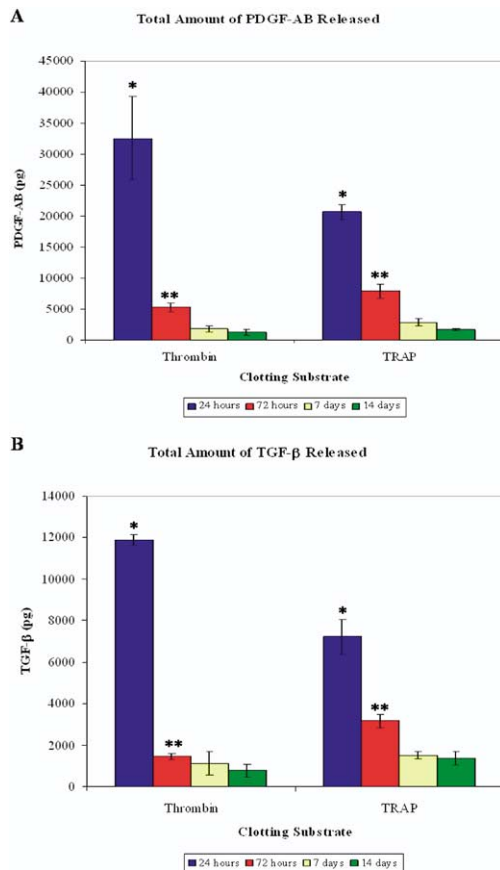 A
Total Amount of PDGF-AB Released
45000
40000
35000
30000
25000
20000
15000
10000
5000
0
PDGF-AB (pg)
*
**
*
**
Thrombin TRAP
Clotting Substrate
24 hours 72 hours 7 days 14 days
B
Total Amount of TGF-β Released
14000
12000
10000
8000
6000
4000
2000
0
TGF-β (pg)
*
**
*
**
Thrombin TRAP
Clotting Substrate
24 hours 72 hours 7 days 14 days